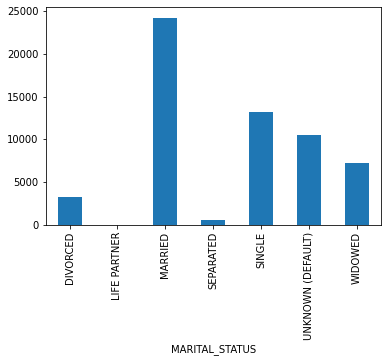 25000
20000
15000
10000
5000
0
DIVORCED
LIFE PARTNER
MARRIED
SEPARATED
SINGLE
UNKNOWN (DEFAULT)
WIDOWED
MARITAL_STATUS